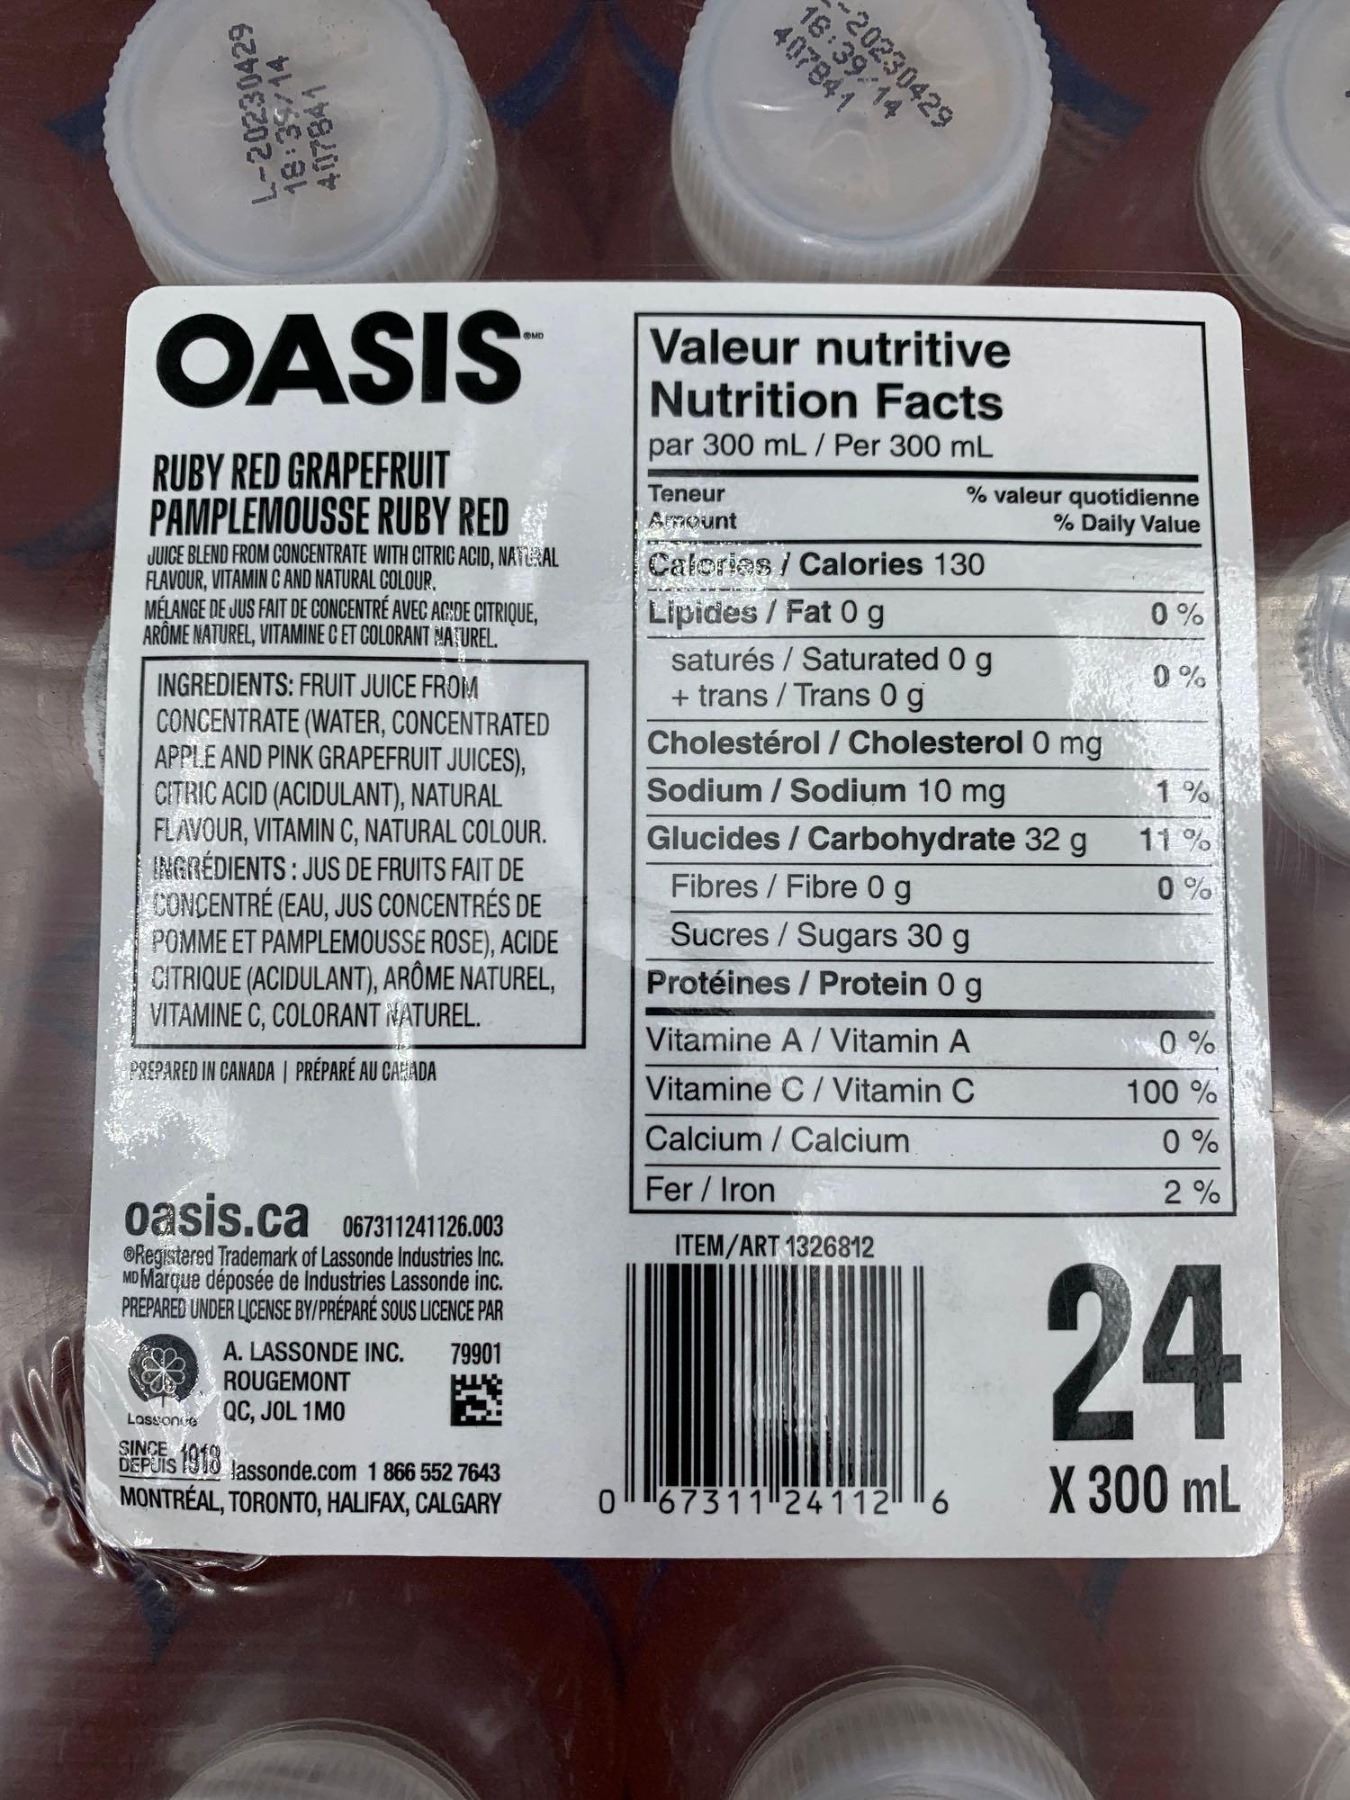 L-20230429
18:39/14
407841
L-20230429
18:39/14
407841
OASIS ®MD
RUBY RED GRAPEFRUIT
PAMPLEMOUSSE RUBY RED
JUICE BLEND FROM CONCENTRATE WITH CITRIC ACID, NATURAL
FLAVOUR, VITAMIN C AND NATURAL COLOUR.
MÉLANGE DE JUS FAIT DE CONCENTRÉ AVEC ACIDE CITRIQUE,
ARÔME NATUREL, VITAMINE C ET COLORANT NATUREL.
INGREDIENTS: FRUIT JUICE FROM
CONCENTRATE (WATER, CONCENTRATED
APPLE AND PINK GRAPEFRUIT JUICES),
CITRIC ACID (ACIDULANT), NATURAL
FLAVOUR, VITAMIN C, NATURAL COLOUR.
INGRÉDIENTS : JUS DE FRUITS FAIT DE
CONCENTRÉ (EAU, JUS CONCENTRÉS DE
POMME ET PAMPLEMOUSSE ROSE), ACIDE
CITRIQUE (ACIDULANT), ARÔME NATUREL,
VITAMINE C, COLORANT NATUREL.
PREPARED IN CANADA | PRÉPARÉ AU CANADA
oasis.ca 067311241126.003
®Registered Trademark of Lassonde Industries Inc.
MD Marque déposée de Industries Lassonde inc.
PREPARED UNDER LICENSE BY/PRÉPARÉ SOUS LICENCE PAR
A. LASSONDE INC. 79901
ROUGEMONT
QC, J0L 1M0
Lassonde
SINCE
DEPUIS 1918 lassonde.com 1 866 552 7643
MONTRÉAL, TORONTO, HALIFAX, CALGARY
Valeur nutritive
Nutrition Facts
par 300 mL / Per 300 mL
Teneur % valeur quotidienne
Amount % Daily Value
Calories / Calories 130
Lipides / Fat 0 g 0 %
saturés / Saturated 0 g 0 %
+ trans / Trans 0 g
Cholestérol / Cholesterol 0 mg
Sodium / Sodium 10 mg 1 %
Glucides / Carbohydrate 32 g 11 %
Fibres / Fibre 0 g 0 %
Sucres / Sugars 30 g
Protéines / Protein 0 g
Vitamine A / Vitamin A 0 %
Vitamine C / Vitamin C 100 %
Calcium / Calcium 0 %
Fer / Iron 2 %
ITEM/ART 1326812
0 67311 24112 6
24
X 300 mL